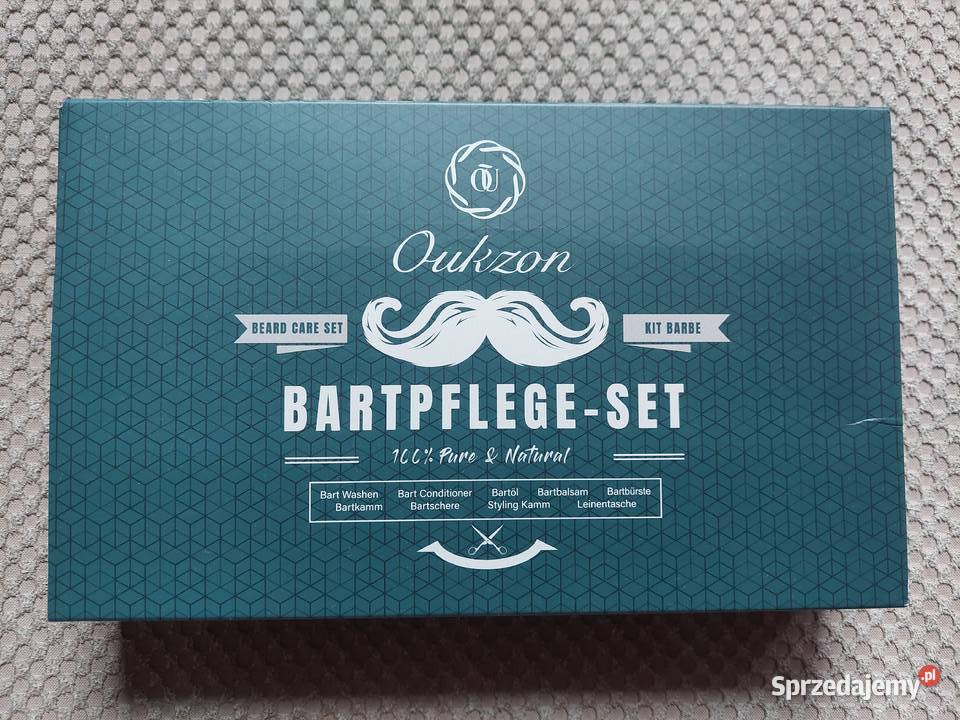 OU
Oukzon
BEARD CARE SET
KIT BARBE
BARTPFLEGE-SET
100% Pure & Natural
Bart Washen Bart Conditioner Bartöl Bartbalsam Bartbürste
Bartkamm Bartschere Styling Kamm Leinentasche
Sprzedajemy.pl